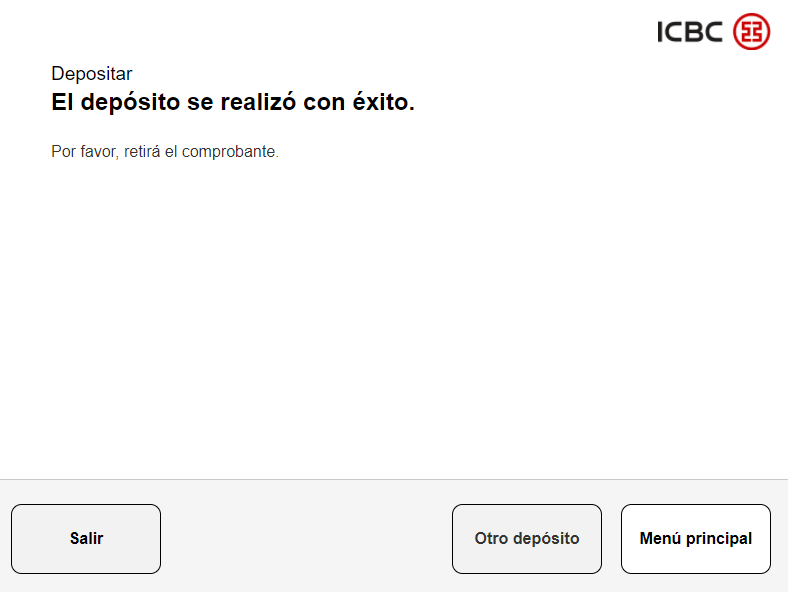 ICBC
Depositar
El depósito se realizó con éxito.
Por favor, retirá el comprobante.
Salir
Otro depósito
Menú principal